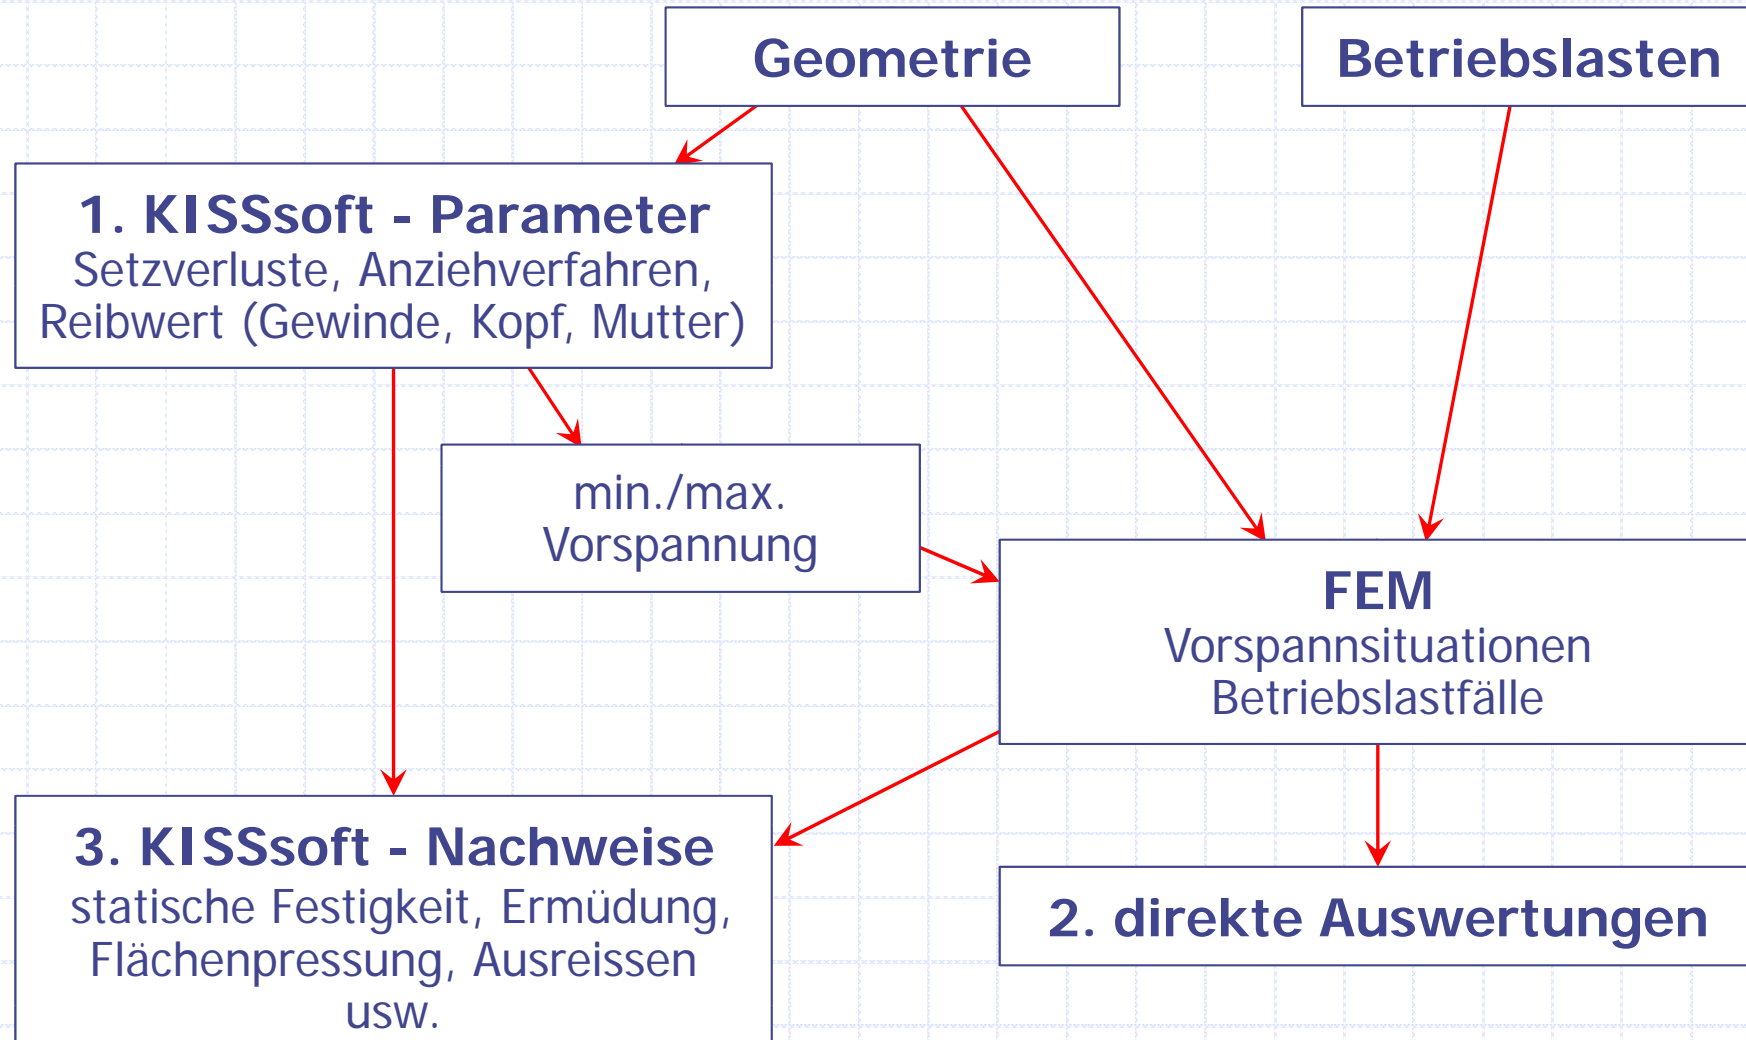 Geometrie
Betriebslasten
1. KISSsoft - Parameter
Setzverluste, Anziehverfahren,
Reibwert (Gewinde, Kopf, Mutter)
min./max.
Vorspannung
FEM
Vorspannsituationen
Betriebslastfälle
3. KISSsoft - Nachweise
statische Festigkeit, Ermüdung,
Flächenpressung, Ausreissen
usw.
2. direkte Auswertungen